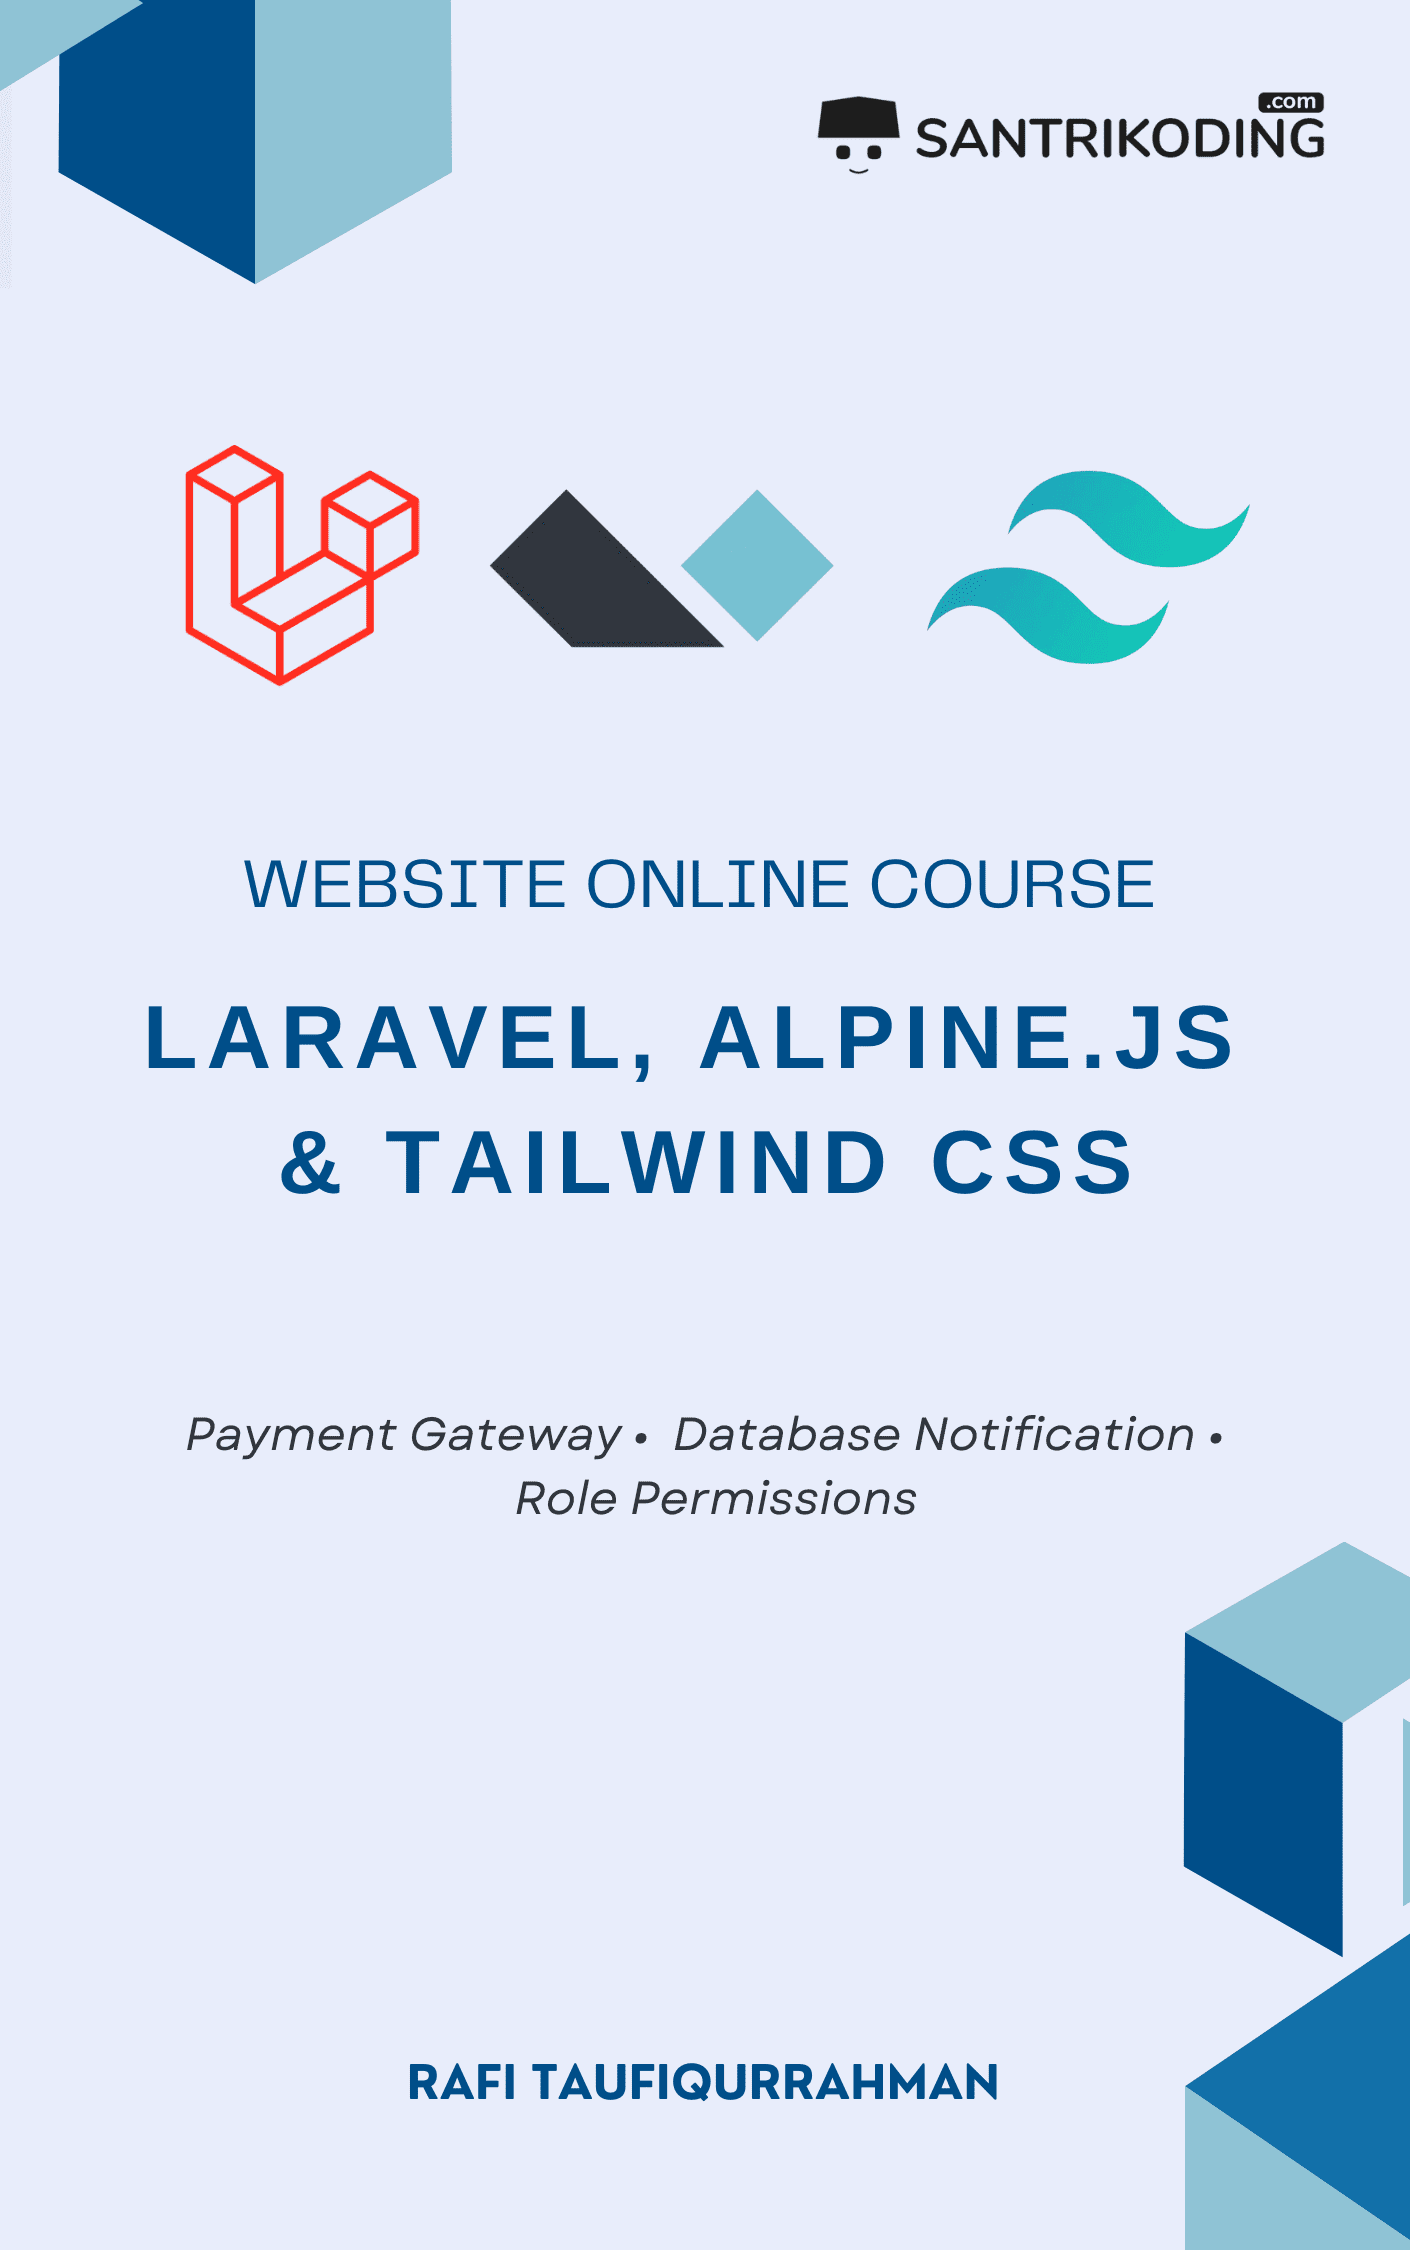 .com
SANTRIKODING
WEBSITE ONLINE COURSE
LARAVEL, ALPINE.JS
& TAILWIND CSS
Payment Gateway • Database Notification •
Role Permissions
RAFI TAUFIQURRAHMAN